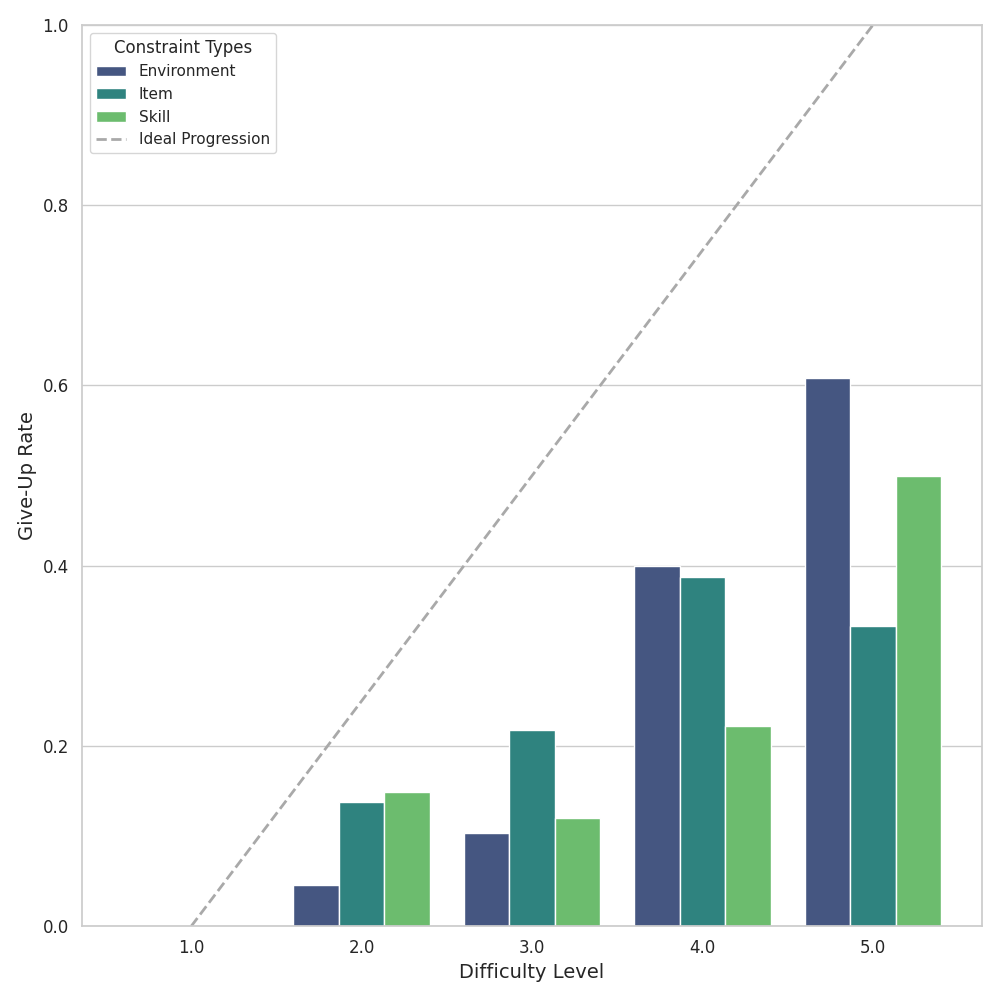 1.0
0.8
0.6
0.4
0.2
0.0
Give-Up Rate
Constraint Types
Environment
Item
Skill
Ideal Progression
1.0 2.0 3.0 4.0 5.0
Difficulty Level